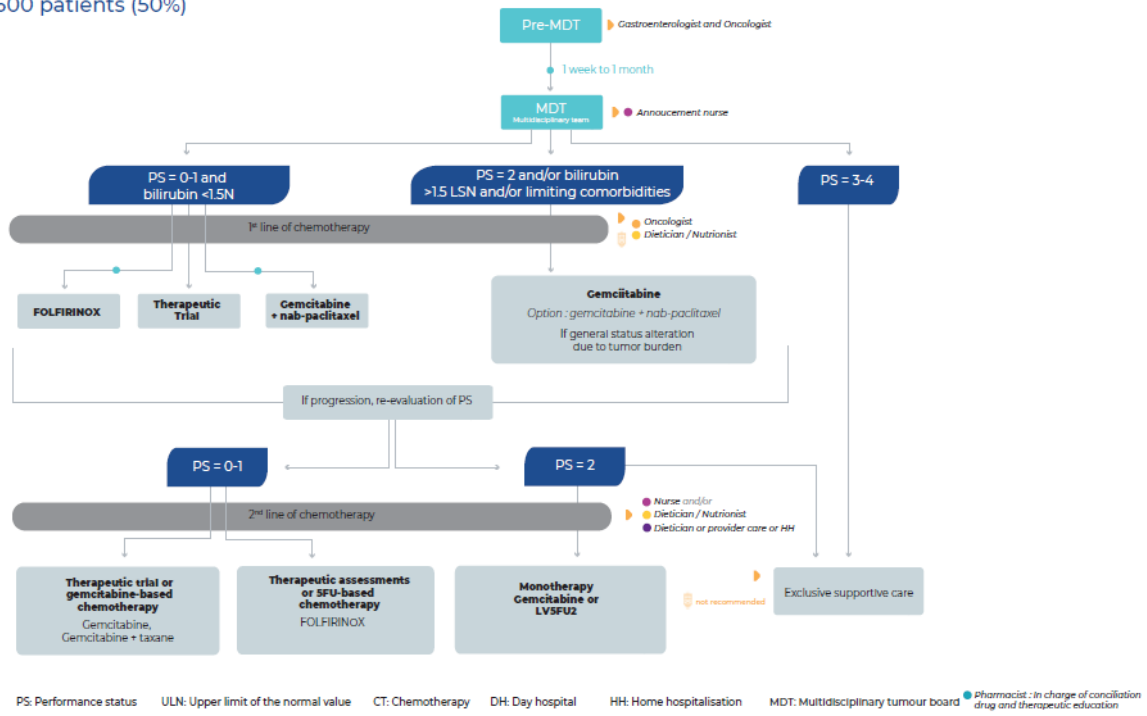 500 patients (50%)
Pre-MDT
Gastroenterologist and Oncologist
1 week to 1 month
MDT
Multidisciplinary team
Annoucement nurse
PS = 0-1 and
bilirubin <1.5N
PS = 2 and/or bilirubin
>1.5 LSN and/or limiting comorbidities
PS = 3-4
1st line of chemotherapy
Oncologist
Dietician / Nutrionist
FOLFIRINOX
Therapeutic
Trial
Gemcitabine
+ nab-paclitaxel
Gemciitabine
Option : gemcitabine + nab-paclitaxel
If general status alteration
due to tumor burden
If progression, re-evaluation of PS
PS = 0-1
PS = 2
2nd line of chemotherapy
Nurse and/or
Dietician / Nutrionist
Dietician or provider care or HH
Therapeutic trial or
gemcitabine-based
chemotherapy
Gemcitabine,
Gemcitabine + taxane
Therapeutic assessments
or 5FU-based
chemotherapy
FOLFIRINOX
Monotherapy
Gemcitabine or
LV5FU2
not recommended
Exclusive supportive care
PS: Performance status
ULN: Upper limit of the normal value
CT: Chemotherapy
DH: Day hospital
HH: Home hospitalisation
MDT: Multidisciplinary tumour board
Pharmacist : In charge of conciliation
drug and therapeutic education